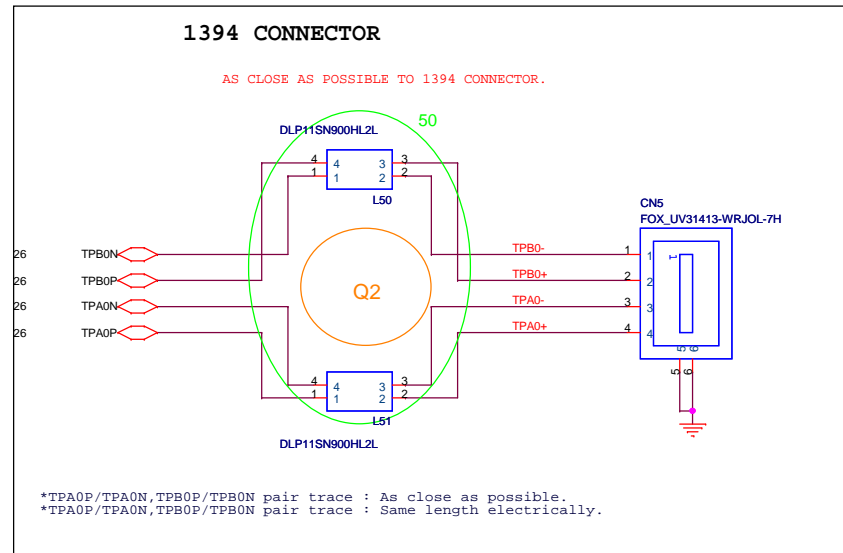 1394 CONNECTOR
AS CLOSE AS POSSIBLE TO 1394 CONNECTOR.
50
DLP11SN900HL2L
4 4 3 3
1 1 2 2
L50
CN5
FOX_UV31413-WRJOL-7H
26 TPB0N TPB0- 1 1 1
26 TPB0P TPB0+ 2 2
Q2
26 TPA0N TPA0- 3 3
26 TPA0P TPA0+ 4 4
5 6
5 6
4 4 3 3
1 1 2 2
L51
DLP11SN900HL2L
*TPA0P/TPA0N,TPB0P/TPB0N pair trace : As close as possible.
*TPA0P/TPA0N,TPB0P/TPB0N pair trace : Same length electrically.